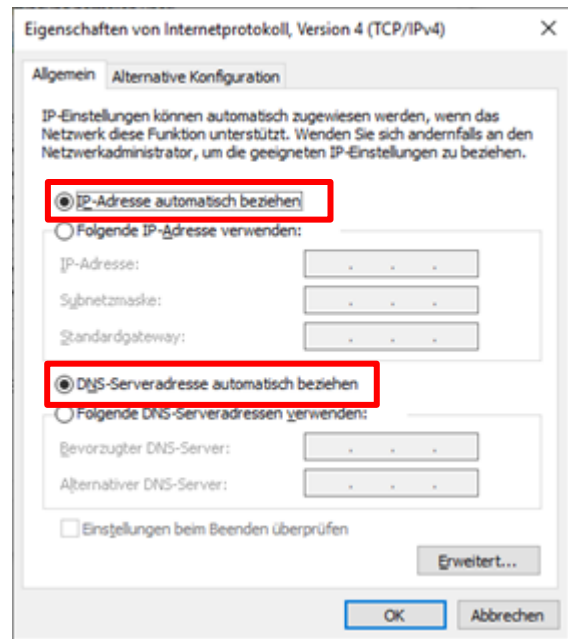 Eigenschaften von Internetprotokoll, Version 4 (TCP/IPv4)
Allgemein
Alternative Konfiguration
IP-Einstellungen können automatisch zugewiesen werden, wenn das
Netzwerk diese Funktion unterstützt. Wenden Sie sich andernfalls an den
Netzwerkadministrator, um die geeigneten IP-Einstellungen zu beziehen.
IP-Adresse automatisch beziehen
Folgende IP-Adresse verwenden:
IP-Adresse:
Subnetzmaske:
Standardgateway:
DNS-Serveradresse automatisch beziehen
Folgende DNS-Serveradressen verwenden:
Bevorzugter DNS-Server:
Alternativer DNS-Server:
Einstellungen beim Beenden überprüfen
Erweitert...
OK
Abbrechen